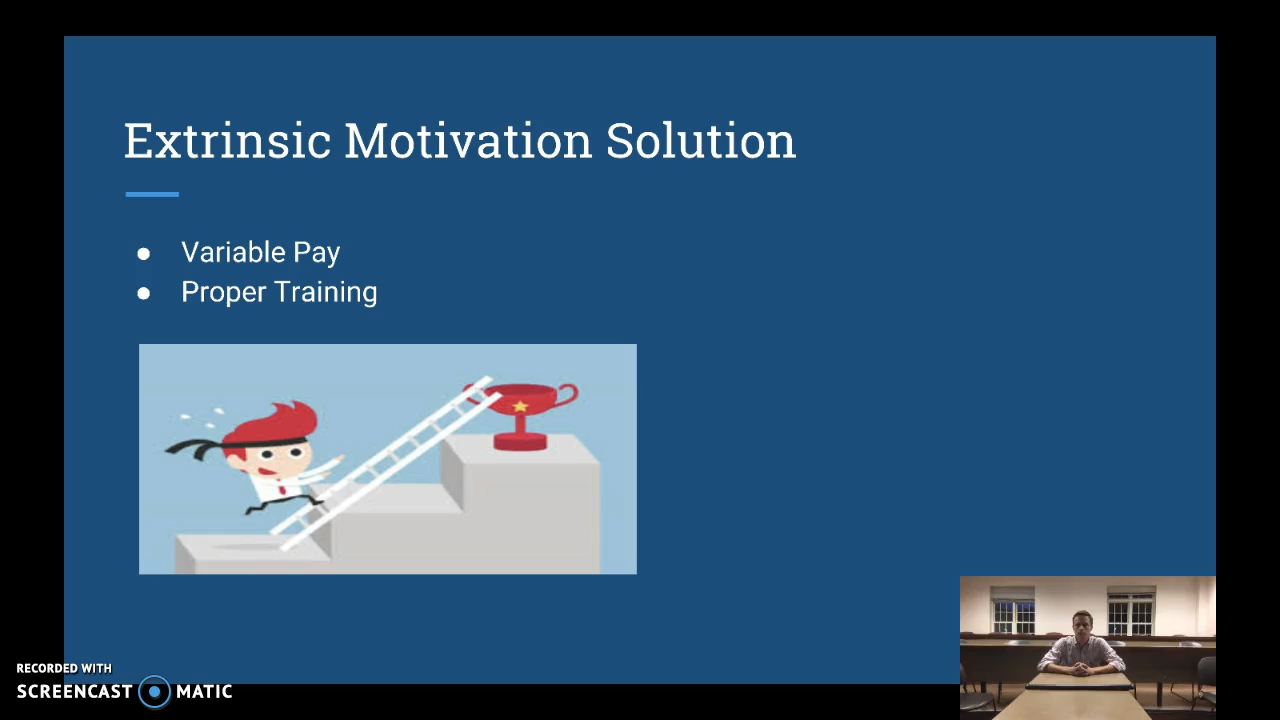 Extrinsic Motivation Solution
● Variable Pay
● Proper Training
RECORDED WITH
SCREENCAST MATIC